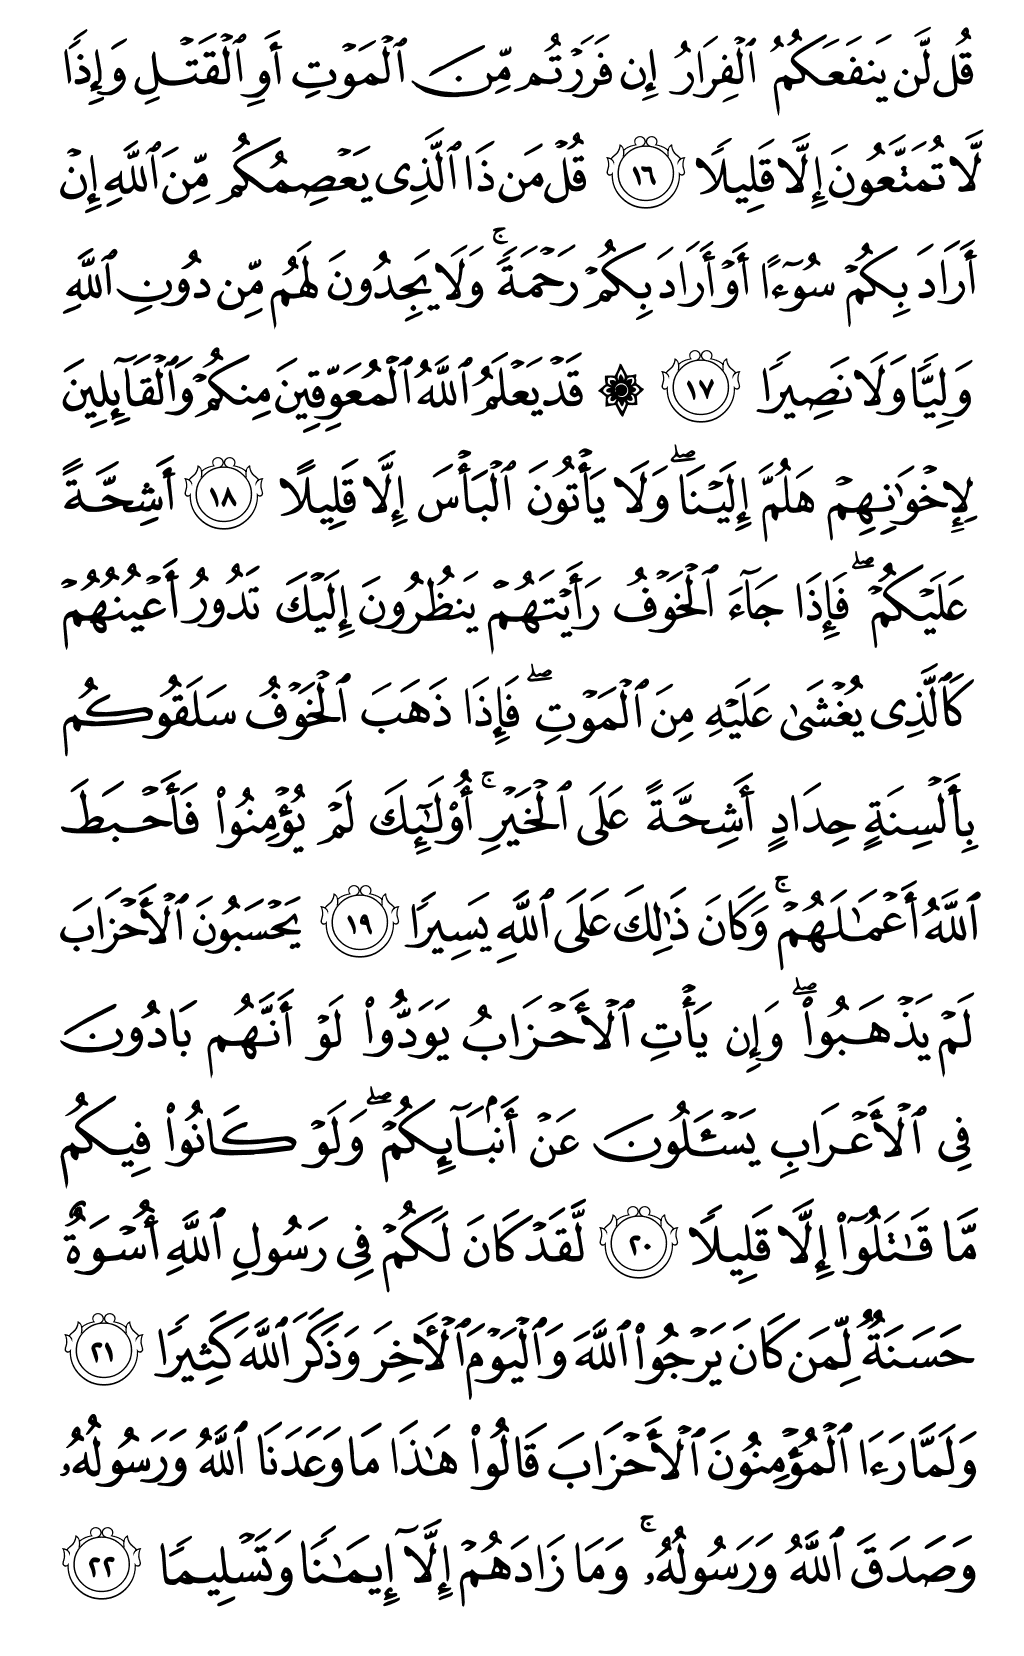 قُل لَّن يَنفَعَكُمُ ٱلْفِرَارُ إِن فَرَرْتُم مِّنَ ٱلْمَوْتِ أَوِ ٱلْقَتْلِ وَإِذًا
لَّا تُمَتَّعُونَ إِلَّا قَلِيلًا ١٦ قُلْ مَن ذَا ٱلَّذِى يَعْصِمُكُم مِّنَ ٱللَّهِ إِنْ
أَرَادَ بِكُمْ سُوٓءًا أَوْ أَرَادَ بِكُمْ رَحْمَةً ۚ وَلَا يَجِدُونَ لَهُم مِّن دُونِ ٱللَّهِ
وَلِيًّا وَلَا نَصِيرًا ١٧ ۞ قَدْ يَعْلَمُ ٱللَّهُ ٱلْمُعَوِّقِينَ مِنكُمْ وَٱلْقَآئِلِينَ
لِإِخْوَٰنِهِمْ هَلُمَّ إِلَيْنَا ۖ وَلَا يَأْتُونَ ٱلْبَأْسَ إِلَّا قَلِيلًا ١٨ أَشِحَّةً
عَلَيْكُمْ ۖ فَإِذَا جَآءَ ٱلْخَوْفُ رَأَيْتَهُمْ يَنظُرُونَ إِلَيْكَ تَدُورُ أَعْيُنُهُمْ
كَٱلَّذِى يُغْشَىٰ عَلَيْهِ مِنَ ٱلْمَوْتِ ۖ فَإِذَا ذَهَبَ ٱلْخَوْفُ سَلَقُوكُم
بِأَلْسِنَةٍ حِدَادٍ أَشِحَّةً عَلَى ٱلْخَيْرِ ۚ أُو۟لَٰٓئِكَ لَمْ يُؤْمِنُوا۟ فَأَحْبَطَ
ٱللَّهُ أَعْمَٰلَهُمْ ۚ وَكَانَ ذَٰلِكَ عَلَى ٱللَّهِ يَسِيرًا ١٩ يَحْسَبُونَ ٱلْأَحْزَابَ
لَمْ يَذْهَبُوا۟ ۖ وَإِن يَأْتِ ٱلْأَحْزَابُ يَوَدُّوا۟ لَوْ أَنَّهُم بَادُونَ
فِى ٱلْأَعْرَابِ يَسْـَٔلُونَ عَنْ أَنۢبَآئِكُمْ ۖ وَلَوْ كَانُوا۟ فِيكُم
مَّا قَٰتَلُوٓا۟ إِلَّا قَلِيلًا ٢٠ لَّقَدْ كَانَ لَكُمْ فِى رَسُولِ ٱللَّهِ أُسْوَةٌ
حَسَنَةٌ لِّمَن كَانَ يَرْجُوا۟ ٱللَّهَ وَٱلْيَوْمَ ٱلْـَٔاخِرَ وَذَكَرَ ٱللَّهَ كَثِيرًا ٢١
وَلَمَّا رَءَا ٱلْمُؤْمِنُونَ ٱلْأَحْزَابَ قَالُوا۟ هَٰذَا مَا وَعَدَنَا ٱللَّهُ وَرَسُولُهُۥ
وَصَدَقَ ٱللَّهُ وَرَسُولُهُۥ ۚ وَمَا زَادَهُمْ إِلَّآ إِيمَٰنًا وَتَسْلِيمًا ٢٢